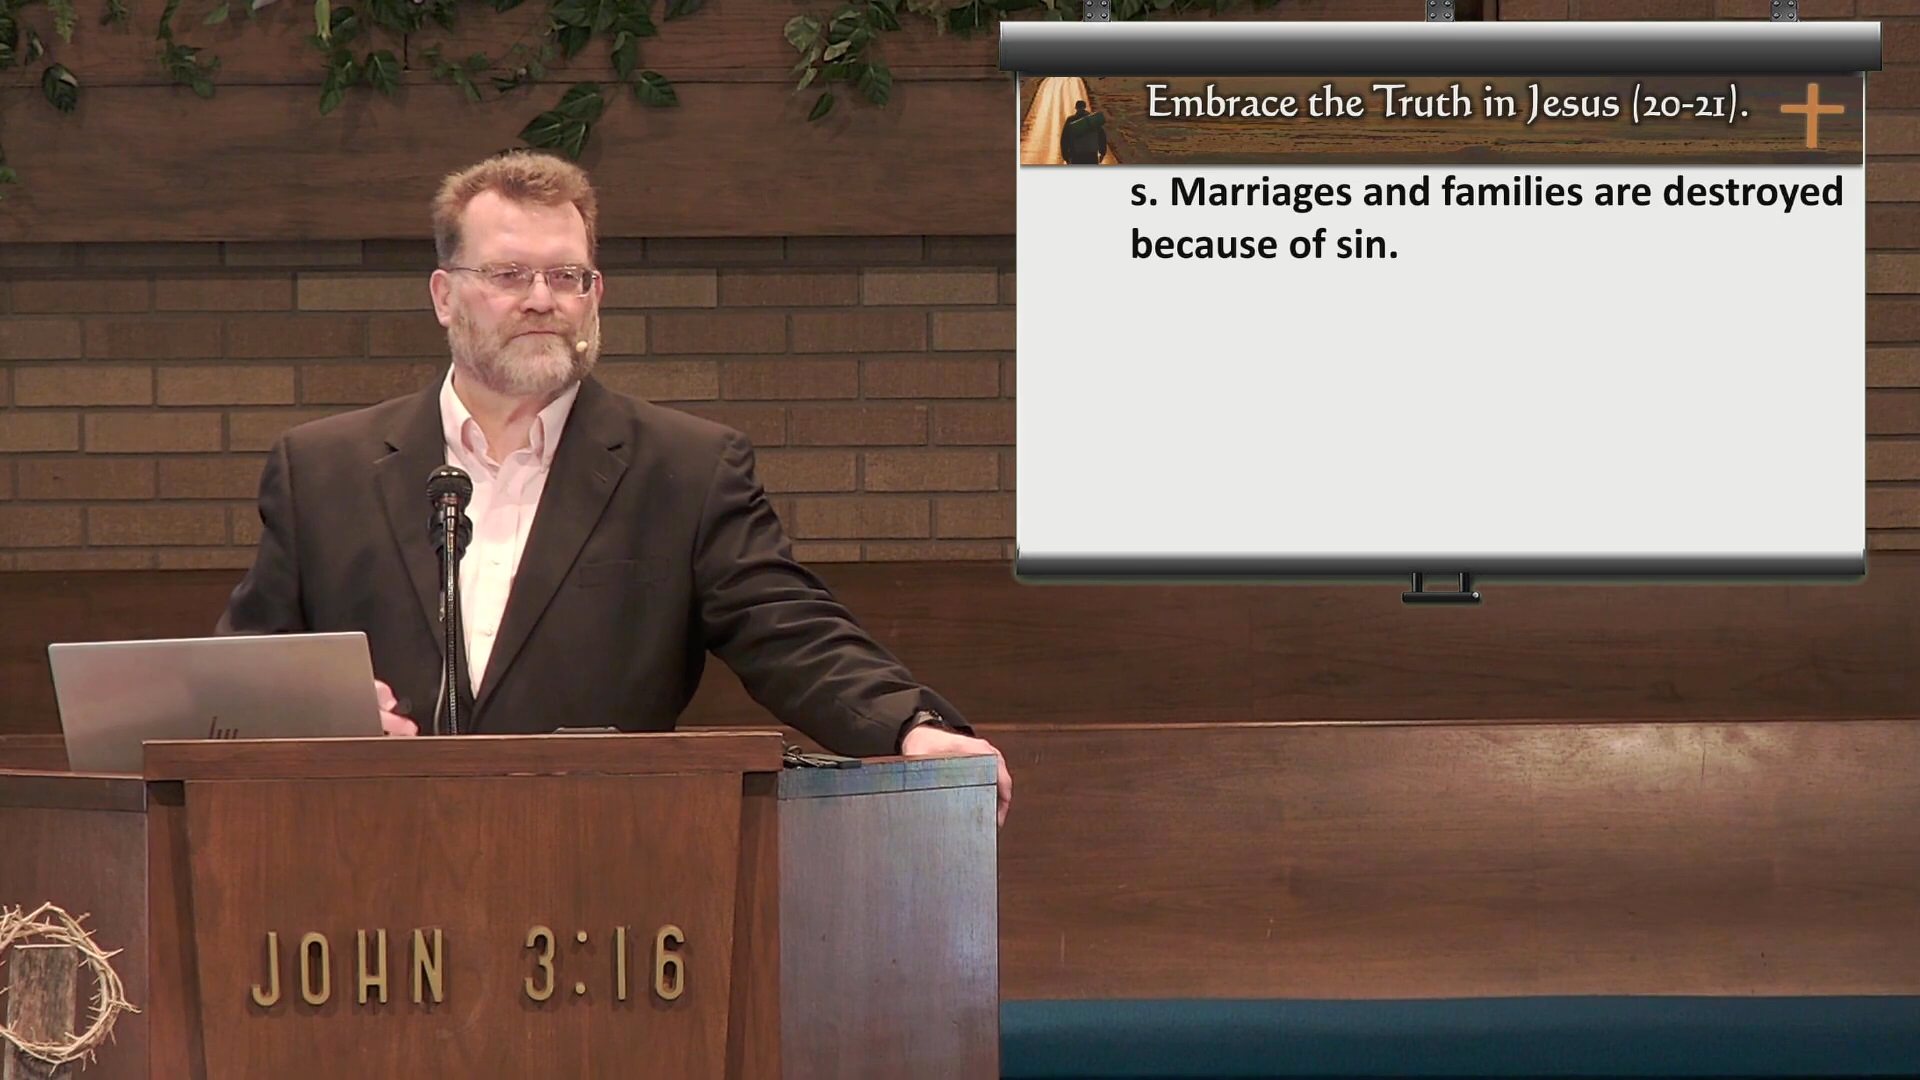 Embrace the Truth in Jesus (20-21).
s. Marriages and families are destroyed
because of sin.
JOHN 3:16